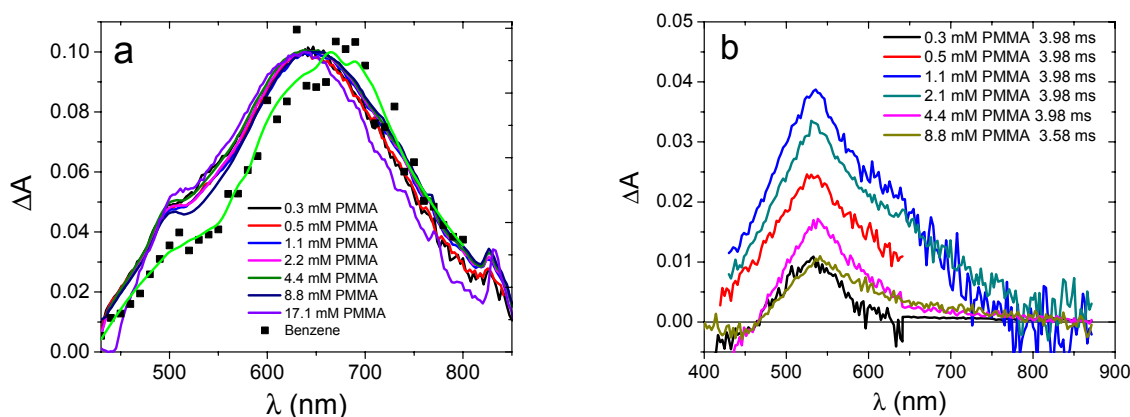 a
ΔA
0.10
0.08
0.06
0.04
0.02
0.00
500 600 700 800
λ (nm)
0.3 mM PMMA
0.5 mM PMMA
1.1 mM PMMA
2.2 mM PMMA
4.4 mM PMMA
8.8 mM PMMA
17.1 mM PMMA
Benzene
b
ΔA
0.05
0.04
0.03
0.02
0.01
0.00
400 500 600 700 800 900
λ (nm)
0.3 mM PMMA 3.98 ms
0.5 mM PMMA 3.98 ms
1.1 mM PMMA 3.98 ms
2.1 mM PMMA 3.98 ms
4.4 mM PMMA 3.98 ms
8.8 mM PMMA 3.58 ms